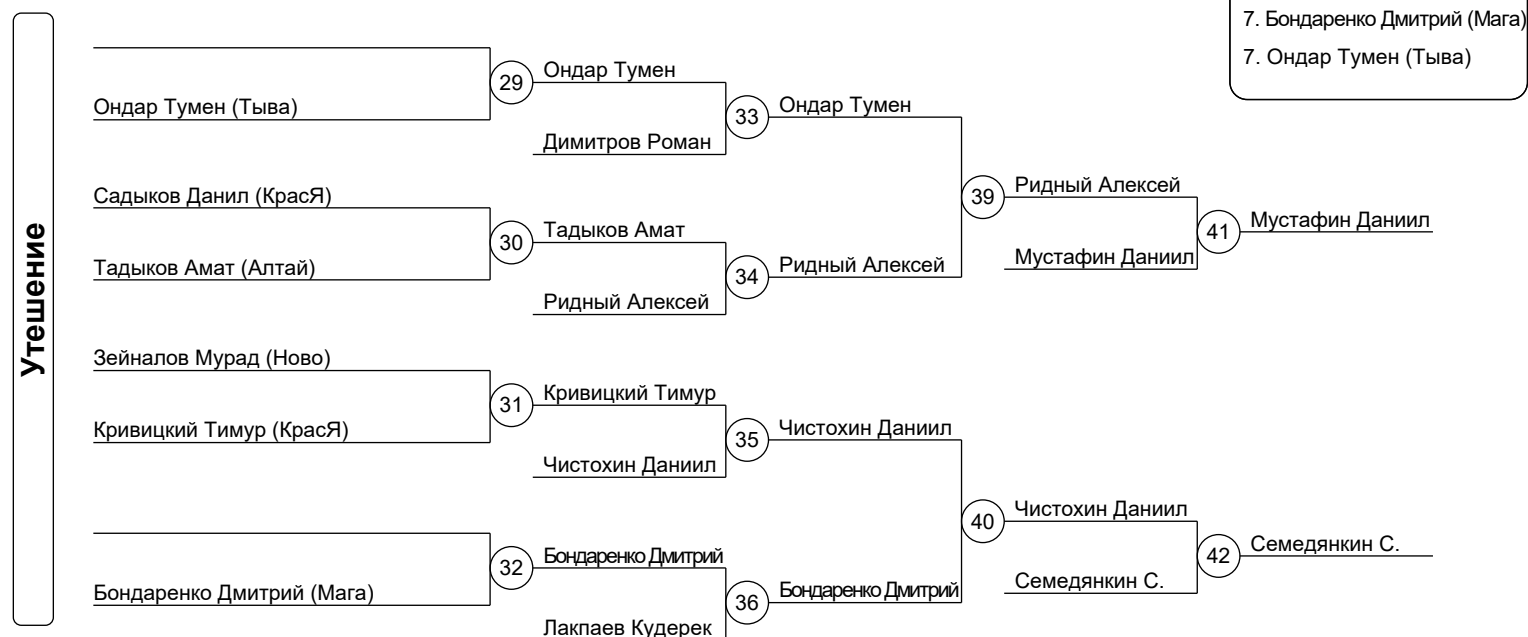 7. Бондаренко Дмитрий (Мага)
7. Ондар Тумен (Тыва)
Утешение
29
Ондар Тумен
Ондар Тумен (Тыва)
33
Ондар Тумен
Димитров Роман
Садыков Данил (КрасЯ)
39
Ридный Алексей
30
Тадыков Амат
41
Мустафин Даниил
Тадыков Амат (Алтай)
34
Ридный Алексей
Мустафин Даниил
Ридный Алексей
Зейналов Мурад (Ново)
31
Кривицкий Тимур
Кривицкий Тимур (КрасЯ)
35
Чистохин Даниил
Чистохин Даниил
40
Чистохин Даниил
32
Бондаренко Дмитрий
42
Семедянкин С.
Бондаренко Дмитрий (Мага)
36
Бондаренко Дмитрий
Семедянкин С.
Лакпаев Кудерек